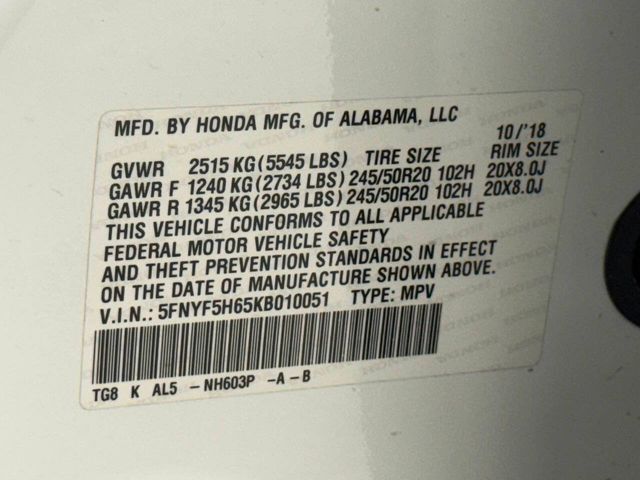 MFD. BY HONDA MFG. OF ALABAMA, LLC 10/'18
GVWR 2515 KG (5545 LBS) TIRE SIZE RIM SIZE
GAWR F 1240 KG (2734 LBS) 245/50R20 102H 20X8.0J
GAWR R 1345 KG (2965 LBS) 245/50R20 102H 20X8.0J
THIS VEHICLE CONFORMS TO ALL APPLICABLE
FEDERAL MOTOR VEHICLE SAFETY
AND THEFT PREVENTION STANDARDS IN EFFECT
ON THE DATE OF MANUFACTURE SHOWN ABOVE.
V.I.N.: 5FNYF5H65KB010051 TYPE: MPV
TG8 K AL5 -NH603P -A-B